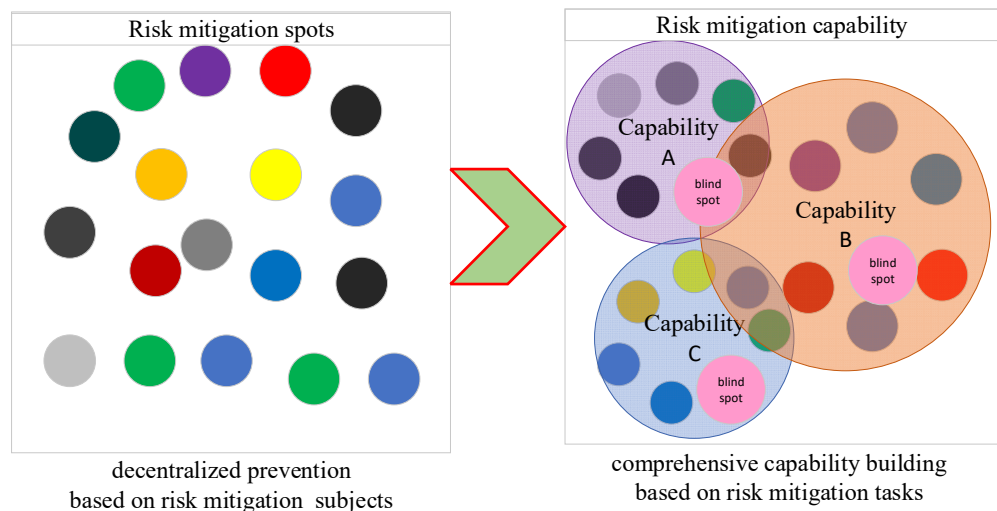 Risk mitigation spots
decentralized prevention
based on risk mitigation subjects
Risk mitigation capability
Capability
A
blind
spot
Capability
B
blind
spot
Capability
C
blind
spot
comprehensive capability building
based on risk mitigation tasks